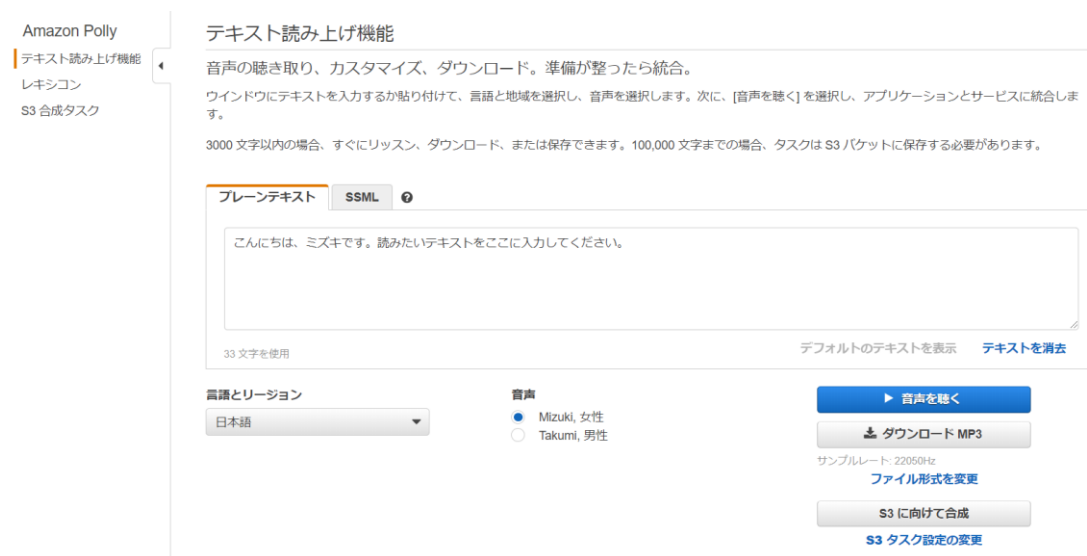 Amazon Polly
テキスト読み上げ機能
レキシコン
S3 合成タスク
テキスト読み上げ機能
音声の聴き取り、カスタマイズ、ダウンロード。準備が整ったら統合。
ウインドウにテキストを入力するか貼り付けて、言語と地域を選択し、音声を選択します。次に、[音声を聴く] を選択し、アプリケーションとサービスに統合しま
す。
3000 文字以内の場合、すぐにリッスン、ダウンロード、または保存できます。100,000 文字までの場合、タスクは S3 バケットに保存する必要があります。
プレーンテキスト SSML ?
こんにちは、ミズキです。読みたいテキストをここに入力してください。
33 文字を使用
デフォルトのテキストを表示 テキストを消去
言語とリージョン
日本語
音声
Mizuki, 女性
Takumi, 男性
音声を聴く
ダウンロード MP3
サンプルレート: 22050Hz
ファイル形式を変更
S3 に向けて合成
S3 タスク設定の変更